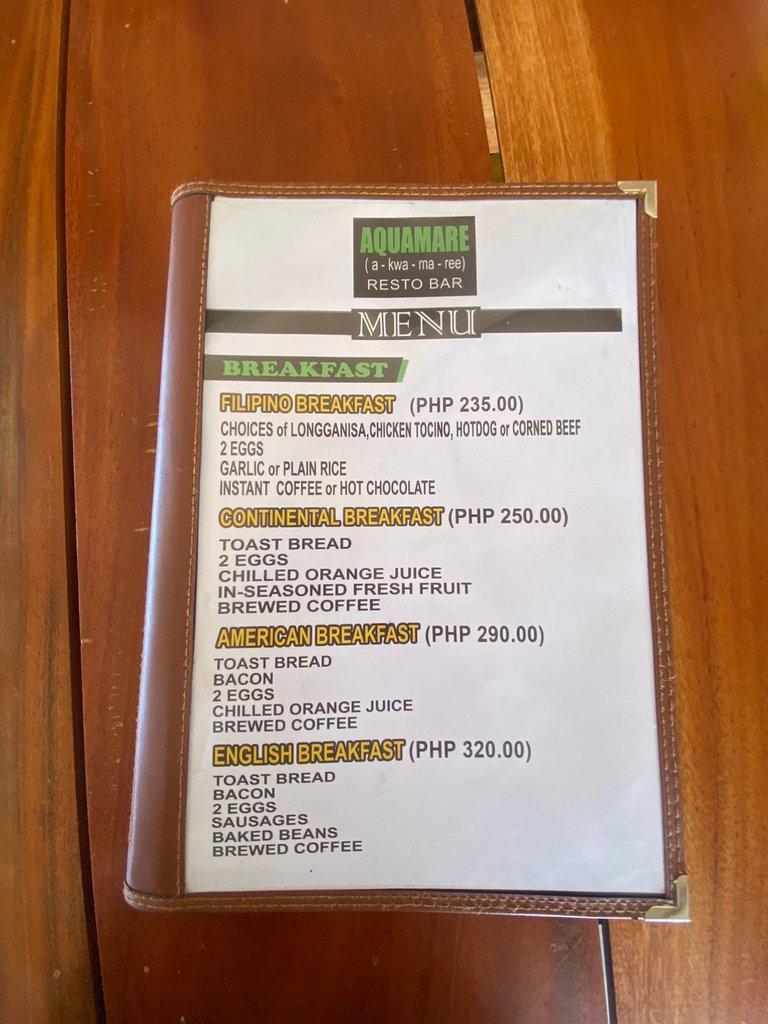 AQUAMARE
( a - kwa - ma - ree)
RESTO BAR
MENU
BREAKFAST
FILIPINO BREAKFAST (PHP 235.00)
CHOICES of LONGGANISA,CHICKEN TOCINO, HOTDOG or CORNED BEEF
2 EGGS
GARLIC or PLAIN RICE
INSTANT COFFEE or HOT CHOCOLATE
CONTINENTAL BREAKFAST (PHP 250.00)
TOAST BREAD
2 EGGS
CHILLED ORANGE JUICE
IN-SEASONED FRESH FRUIT
BREWED COFFEE
AMERICAN BREAKFAST (PHP 290.00)
TOAST BREAD
BACON
2 EGGS
CHILLED ORANGE JUICE
BREWED COFFEE
ENGLISH BREAKFAST (PHP 320.00)
TOAST BREAD
BACON
2 EGGS
SAUSAGES
BAKED BEANS
BREWED COFFEE